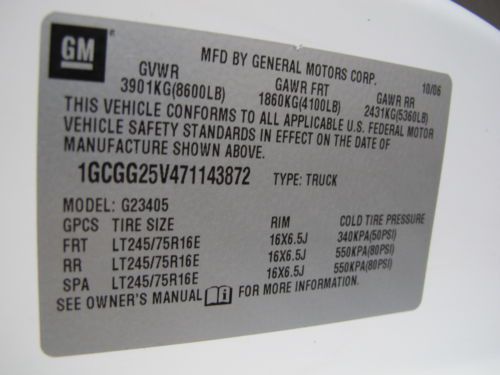 GM
MFD BY GENERAL MOTORS CORP.
10/06
GVWR GAWR FRT GAWR RR
3901KG(8600LB) 1860KG(4100LB) 2431KG(5360LB)
THIS VEHICLE CONFORMS TO ALL APPLICABLE U.S. FEDERAL MOTOR
VEHICLE SAFETY STANDARDS IN EFFECT ON THE DATE OF
MANUFACTURE SHOWN ABOVE.
1GCGG25V471143872 TYPE: TRUCK
MODEL: G23405
GPCS TIRE SIZE RIM COLD TIRE PRESSURE
FRT LT245/75R16E 16X6.5J 340KPA(50PSI)
RR LT245/75R16E 16X6.5J 550KPA(80PSI)
SPA LT245/75R16E 16X6.5J 550KPA(80PSI)
SEE OWNER'S MANUAL FOR MORE INFORMATION.